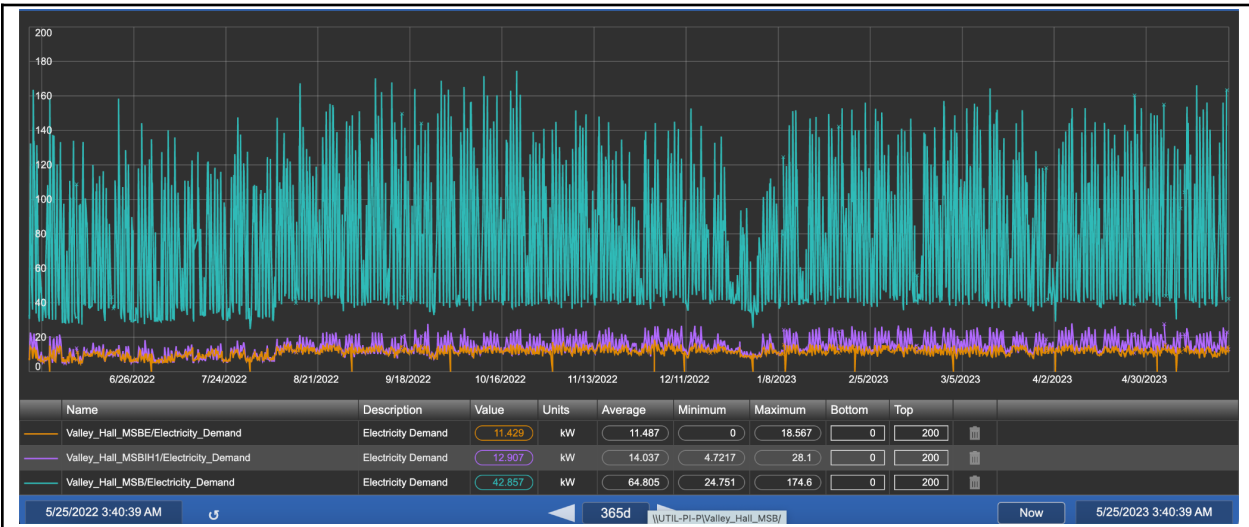 200
180
160
140
120
100
80
60
40
20
0
6/26/2022 7/24/2022 8/21/2022 9/18/2022 10/16/2022 11/13/2022 12/11/2022 1/8/2023 2/5/2023 3/5/2023 4/2/2023 4/30/2023
Name Description Value Units Average Minimum Maximum Bottom Top
Valley_Hall_MSBE/Electricity_Demand Electricity Demand 11.429 kW 11.487 0 18.567 0 200
Valley_Hall_MSBIH1/Electricity_Demand Electricity Demand 12.907 kW 14.037 4.7217 28.1 0 200
Valley_Hall_MSB/Electricity_Demand Electricity Demand 42.857 kW 64.805 24.751 174.6 0 200
5/25/2022 3:40:39 AM 365d Now 5/25/2023 3:40:39 AM
\\UTIL-PI-P\Valley_Hall_MSB/